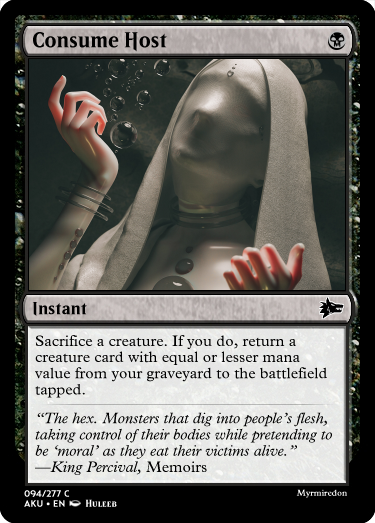 Consume Host
Instant
Sacrifice a creature. If you do, return a
creature card with equal or lesser mana
value from your graveyard to the battlefield
tapped.
“The hex. Monsters that dig into people’s flesh,
taking control of their bodies while pretending to
be ‘moral’ as they eat their victims alive.”
—King Percival, Memoirs
094/277 C
Myrmiredon
AKU • EN Huleeb